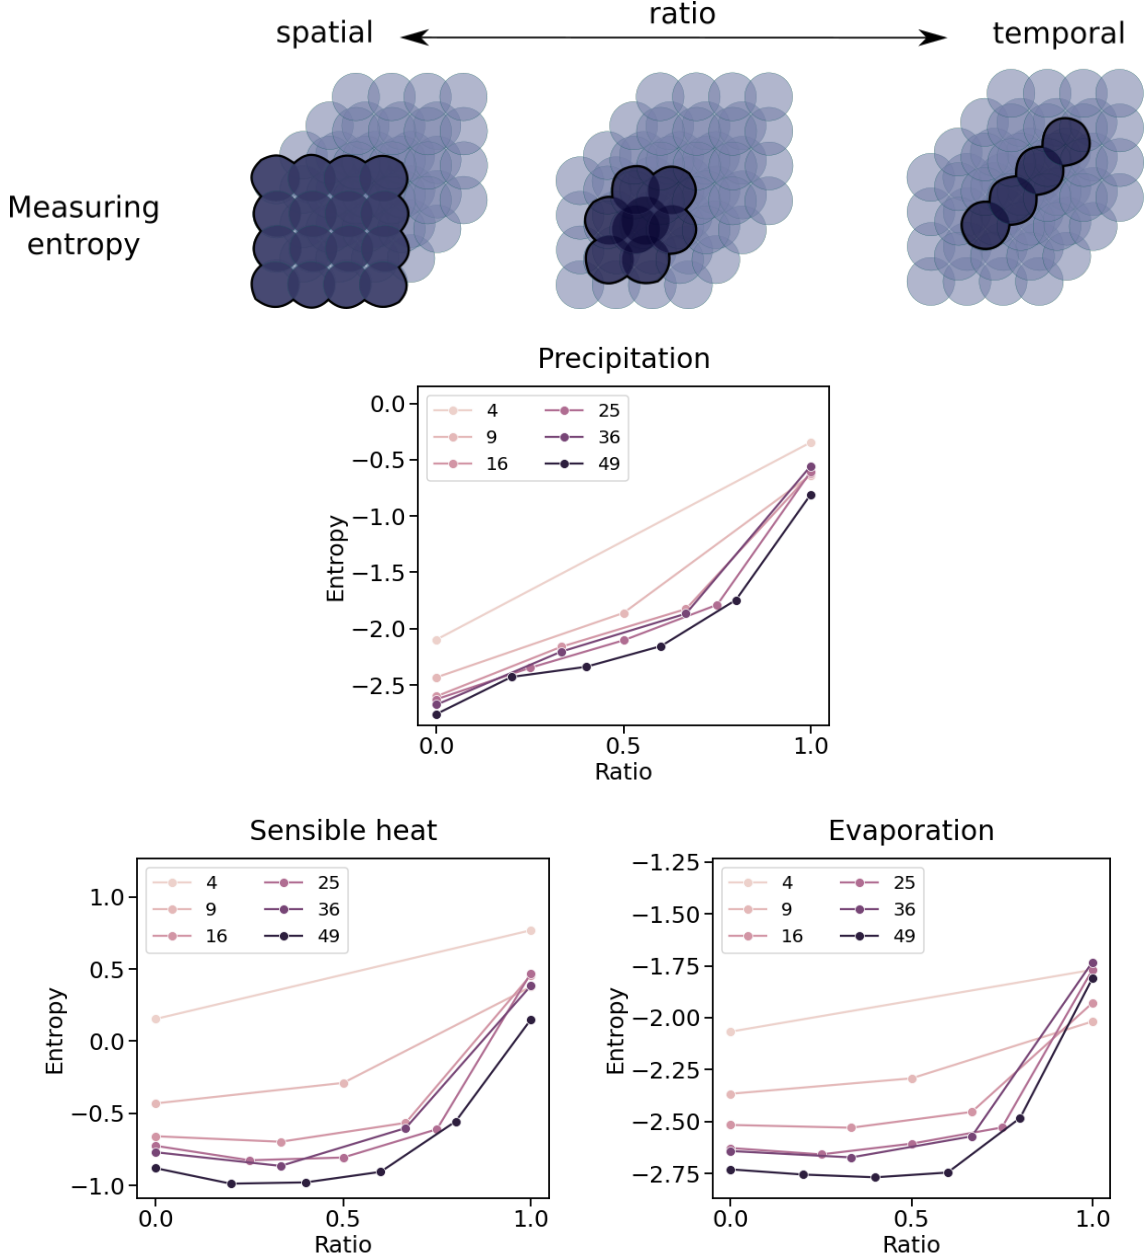 ratio
spatial
temporal
Measuring
entropy
Precipitation
4 25
9 36
16 49
0.0
−0.5
−1.0
−1.5
−2.0
−2.5
Entropy
0.0 0.5 1.0
Ratio
Sensible heat
4 25
9 36
16 49
1.0
0.5
0.0
−0.5
−1.0
Entropy
0.0 0.5 1.0
Ratio
Evaporation
4 25
9 36
16 49
−1.25
−1.50
−1.75
−2.00
−2.25
−2.50
−2.75
Entropy
0.0 0.5 1.0
Ratio